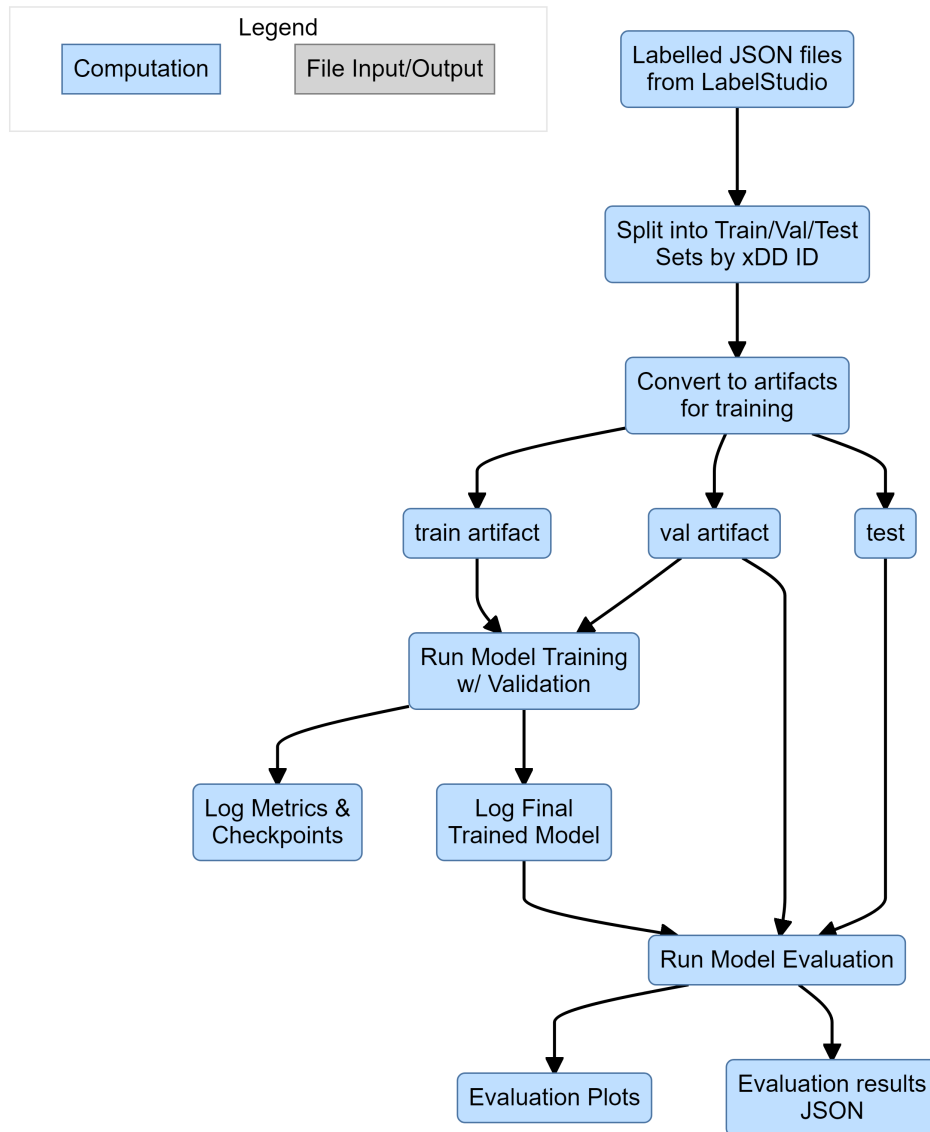 Legend
Computation
File Input/Output
Labelled JSON files
from LabelStudio
Split into Train/Val/Test
Sets by xDD ID
Convert to artifacts
for training
train artifact
val artifact
test
Run Model Training
w/ Validation
Log Metrics &
Checkpoints
Log Final
Trained Model
Run Model Evaluation
Evaluation Plots
Evaluation results
JSON